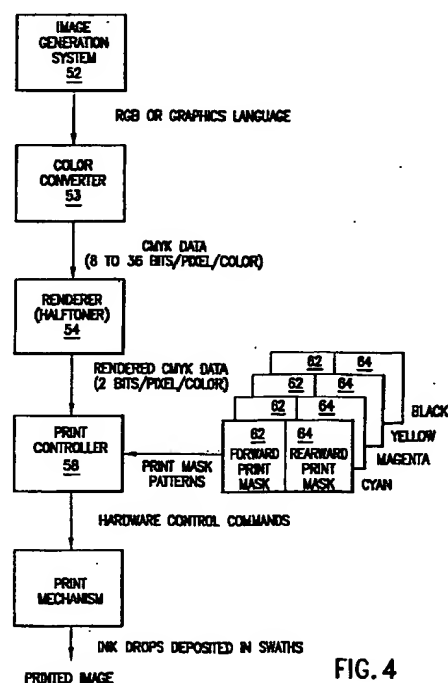 IMAGE
GENERATION
SYSTEM
52
RGB OR GRAPHICS LANGUAGE
COLOR
CONVERTER
53
CMYK DATA
(8 TO 36 BITS/PIXEL/COLOR)
RENDERER
(HALFTONER)
54
RENDERED CMYK DATA
(2 BITS/PIXEL/COLOR)
62 64
62 64 BLACK
62 64 YELLOW
62 64 MAGENTA
FORWARD PRINT MASK
REARWARD PRINT MASK
CYAN
PRINT
CONTROLLER
58
PRINT MASK
PATTERNS
HARDWARE CONTROL COMMANDS
PRINT
MECHANISM
INK DROPS DEPOSITED IN SWATHS
PRINTED IMAGE
FIG. 4